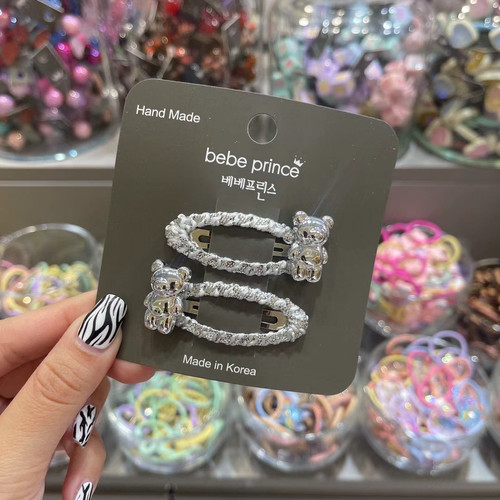 Hand Made
bebe prince
베베프린스
Made in Korea